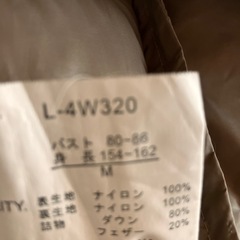 L-4W320
バスト 80-86
身長 154-162
M
ITY. 表生地 ナイロン 100%
裏生地 ナイロン 100%
詰物 ダウン 80%
フェザー 20%